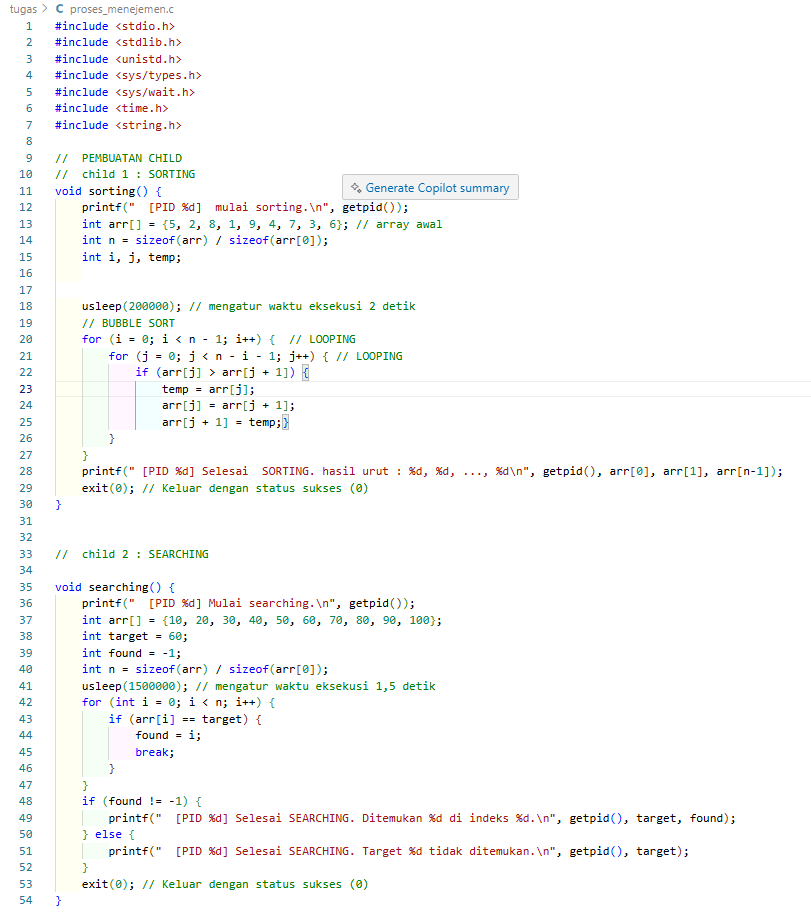 tugas > C proses_menejemen.c
1 #include <stdio.h>
2 #include <stdlib.h>
3 #include <unistd.h>
4 #include <sys/types.h>
5 #include <sys/wait.h>
6 #include <time.h>
7 #include <string.h>
8
9 //  PEMBUATAN CHILD
10 //  child 1 : SORTING
Generate Copilot summary
11 void sorting() {
12     printf("  [PID %d]  mulai sorting.\n", getpid());
13     int arr[] = {5, 2, 8, 1, 9, 4, 7, 3, 6}; // array awal
14     int n = sizeof(arr) / sizeof(arr[0]);
15     int i, j, temp;
16
17
18     usleep(200000); // mengatur waktu eksekusi 2 detik
19     // BUBBLE SORT
20     for (i = 0; i < n - 1; i++) {  // LOOPING
21         for (j = 0; j < n - i - 1; j++) { // LOOPING
22             if (arr[j] > arr[j + 1]) {
23                 temp = arr[j];
24                 arr[j] = arr[j + 1];
25                 arr[j + 1] = temp;}
26         }
27     }
28     printf(" [PID %d] Selesai  SORTING. hasil urut : %d, %d, ..., %d\n", getpid(), arr[0], arr[1], arr[n-1]);
29     exit(0); // Keluar dengan status sukses (0)
30 }
31
32
33 //  child 2 : SEARCHING
34
35 void searching() {
36     printf("  [PID %d] Mulai searching.\n", getpid());
37     int arr[] = {10, 20, 30, 40, 50, 60, 70, 80, 90, 100};
38     int target = 60;
39     int found = -1;
40     int n = sizeof(arr) / sizeof(arr[0]);
41     usleep(1500000); // mengatur waktu eksekusi 1,5 detik
42     for (int i = 0; i < n; i++) {
43         if (arr[i] == target) {
44             found = i;
45             break;
46         }
47     }
48     if (found != -1) {
49         printf("  [PID %d] Selesai SEARCHING. Ditemukan %d di indeks %d.\n", getpid(), target, found);
50     } else {
51         printf("  [PID %d] Selesai SEARCHING. Target %d tidak ditemukan.\n", getpid(), target);
52     }
53     exit(0); // Keluar dengan status sukses (0)
54 }